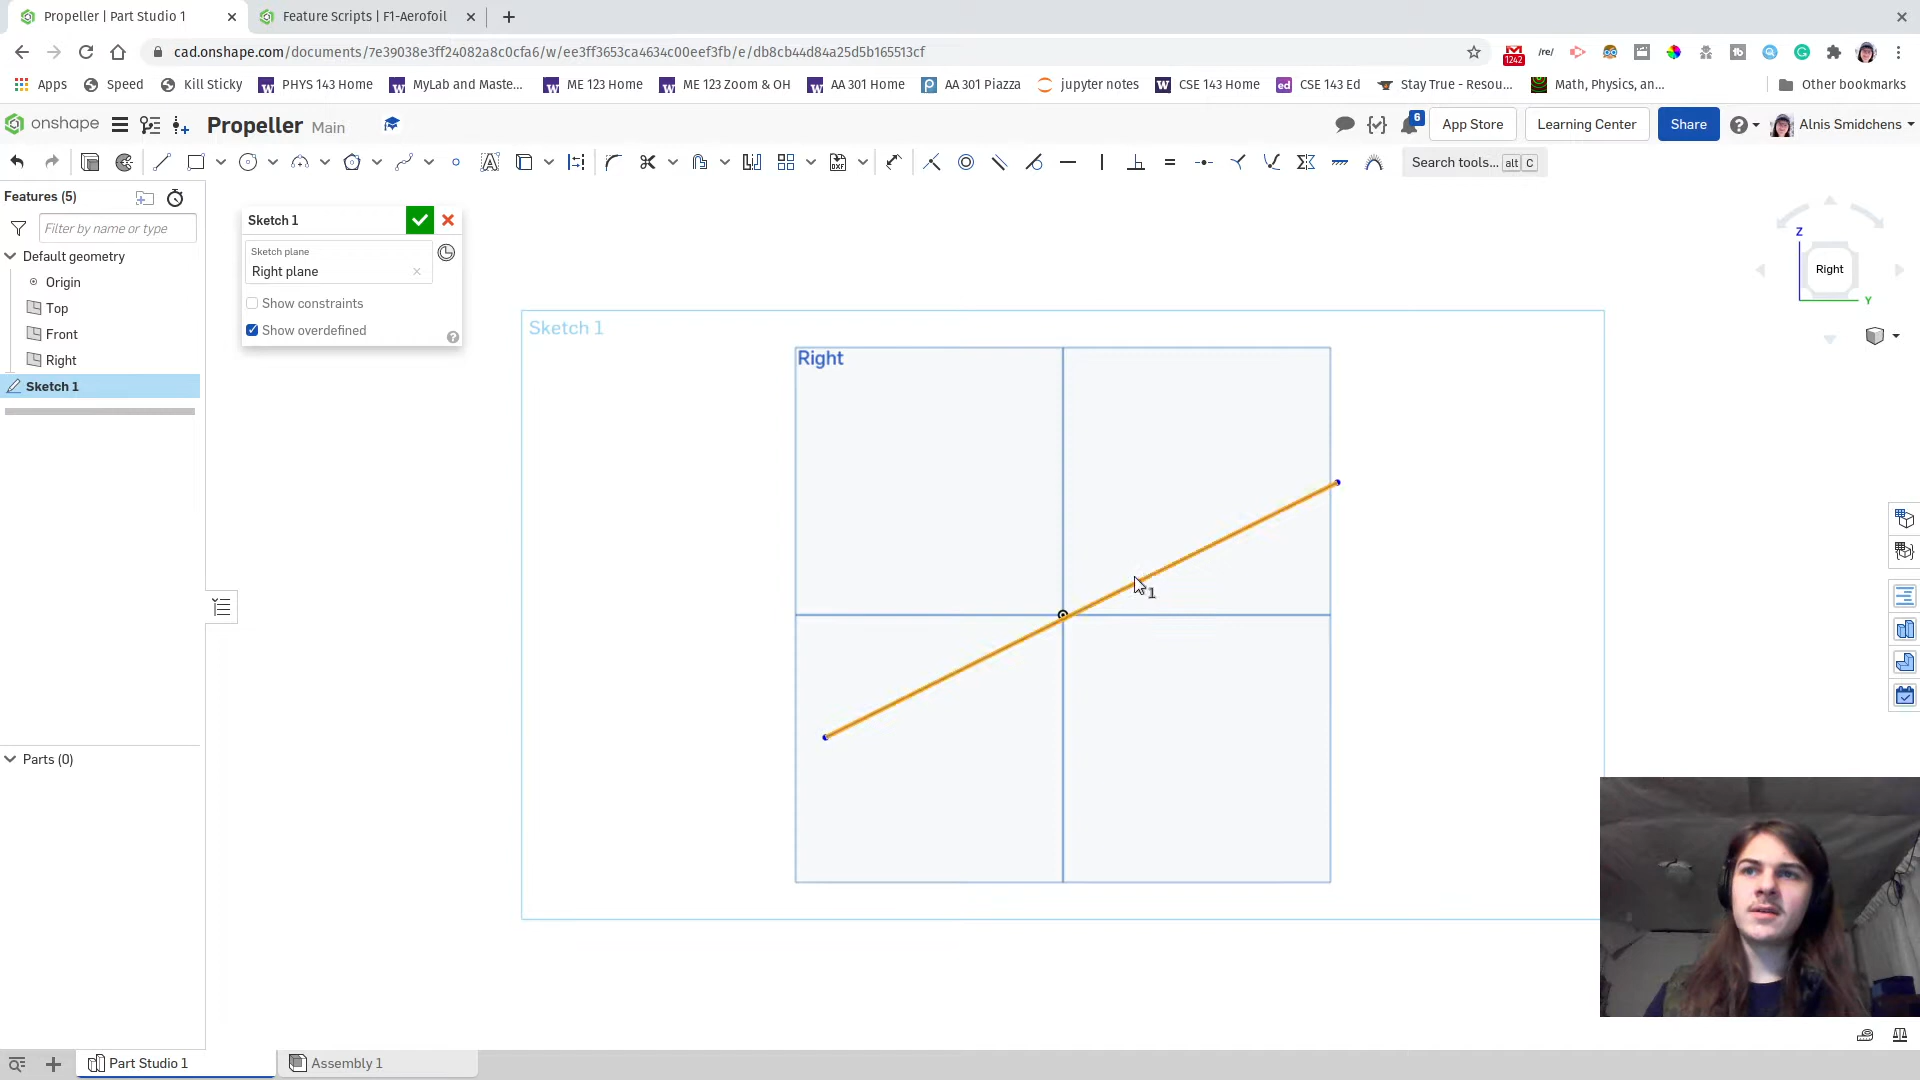 Propeller | Part Studio 1
Feature Scripts | F1-Aerofoil
cad.onshape.com/documents/7e39038e3ff24082a8c0cfa6/w/ee3ff3653ca4634c00eef3fb/e/db8cb44d84a25d5b165513cf
1242
/re/
Apps
Speed
Kill Sticky
PHYS 143 Home
MyLab and Maste...
ME 123 Home
ME 123 Zoom & OH
AA 301 Home
AA 301 Piazza
jupyter notes
CSE 143 Home
CSE 143 Ed
Stay True - Resou...
Math, Physics, an...
Other bookmarks
onshape
Propeller Main
6
App Store
Learning Center
Share
Alnis Smidchens
Search tools... alt C
Features (5)
Filter by name or type
Default geometry
Origin
Top
Front
Right
Sketch 1
Parts (0)
Sketch 1
Sketch plane
Right plane
Show constraints
Show overdefined
Sketch 1
Right
1
Z
Right
Y
Part Studio 1
Assembly 1